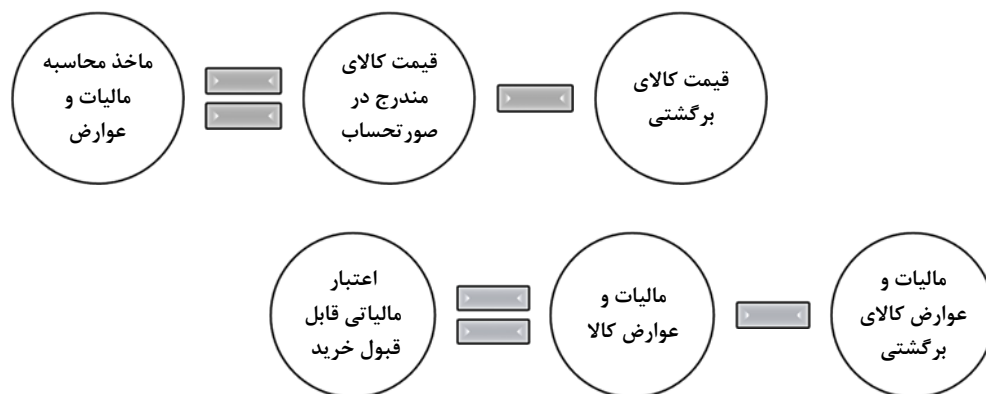 ماخذ محاسبه
مالیات و
عوارض
قیمت کالای
مندرج در
صورتحساب
قیمت کالای
برگشتی
اعتبار
مالیاتی قابل
قبول خرید
مالیات و
عوارض کالا
مالیات و
عوارض کالای
برگشتی